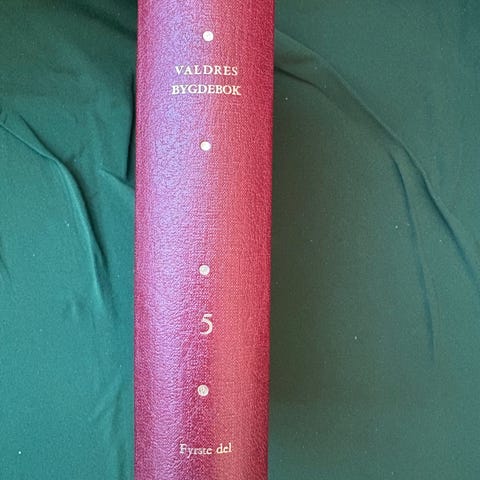 VALDRES
BYGDEBOK
5
Fyrste del